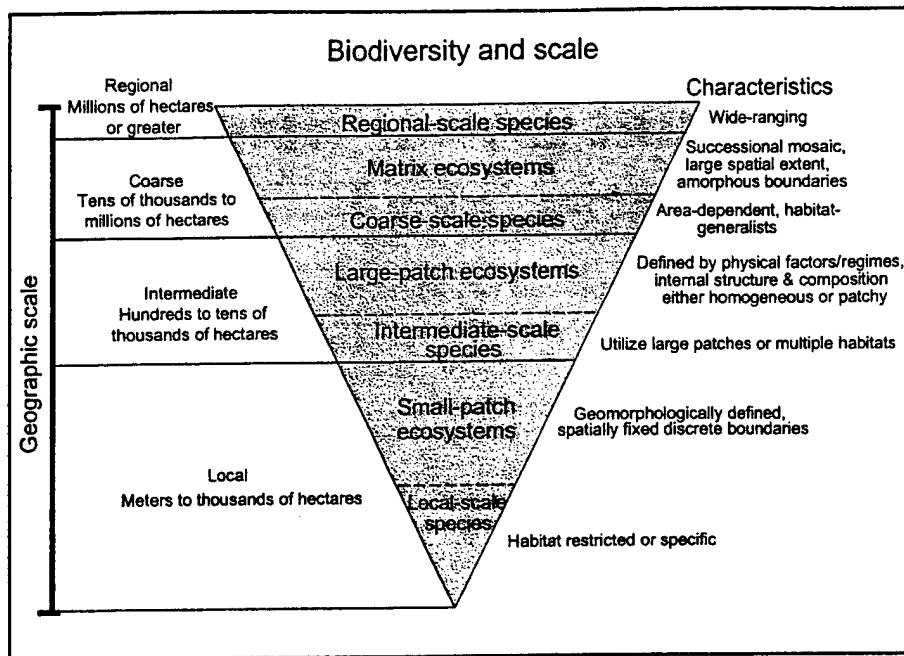 Biodiversity and scale
Geographic scale
Regional
Millions of hectares
or greater
Coarse
Tens of thousands to
millions of hectares
Intermediate
Hundreds to tens of
thousands of hectares
Local
Meters to thousands of hectares
Regional-scale species
Matrix ecosystems
Coarse-scale-species
Large-patch ecosystems
Intermediate-scale
species
Small-patch
ecosystems
Local-scale
species
Characteristics
Wide-ranging
Successional mosaic,
large spatial extent,
amorphous boundaries
Area-dependent, habitat-
generalists
Defined by physical factors/regimes,
internal structure & composition
either homogeneous or patchy
Utilize large patches or multiple habitats
Geomorphologically defined,
spatially fixed discrete boundaries
Habitat restricted or specific